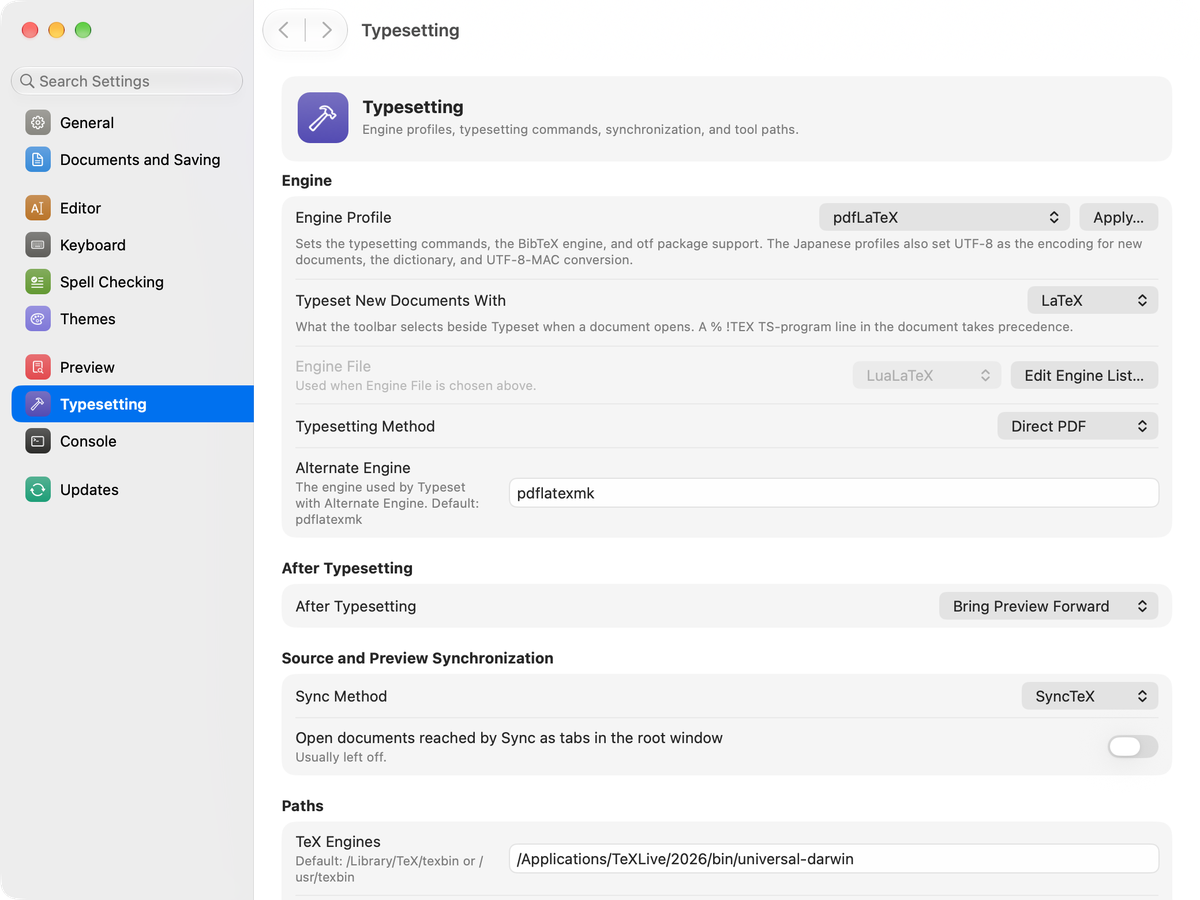 Typesetting
Search Settings
General
Documents and Saving
Editor
Keyboard
Spell Checking
Themes
Preview
Typesetting
Console
Updates
Typesetting
Engine profiles, typesetting commands, synchronization, and tool paths.
Engine
Engine Profile
pdfLaTeX
Apply...
Sets the typesetting commands, the BibTeX engine, and otf package support. The Japanese profiles also set UTF-8 as the encoding for new
documents, the dictionary, and UTF-8-MAC conversion.
Typeset New Documents With
LaTeX
What the toolbar selects beside Typeset when a document opens. A % !TEX TS-program line in the document takes precedence.
Engine File
Used when Engine File is chosen above.
LuaLaTeX
Edit Engine List...
Typesetting Method
Direct PDF
Alternate Engine
The engine used by Typeset
with Alternate Engine. Default:
pdflatexmk
pdflatexmk
After Typesetting
After Typesetting
Bring Preview Forward
Source and Preview Synchronization
Sync Method
SyncTeX
Open documents reached by Sync as tabs in the root window
Usually left off.
Paths
TeX Engines
Default: /Library/TeX/texbin or /
usr/texbin
/Applications/TeXLive/2026/bin/universal-darwin